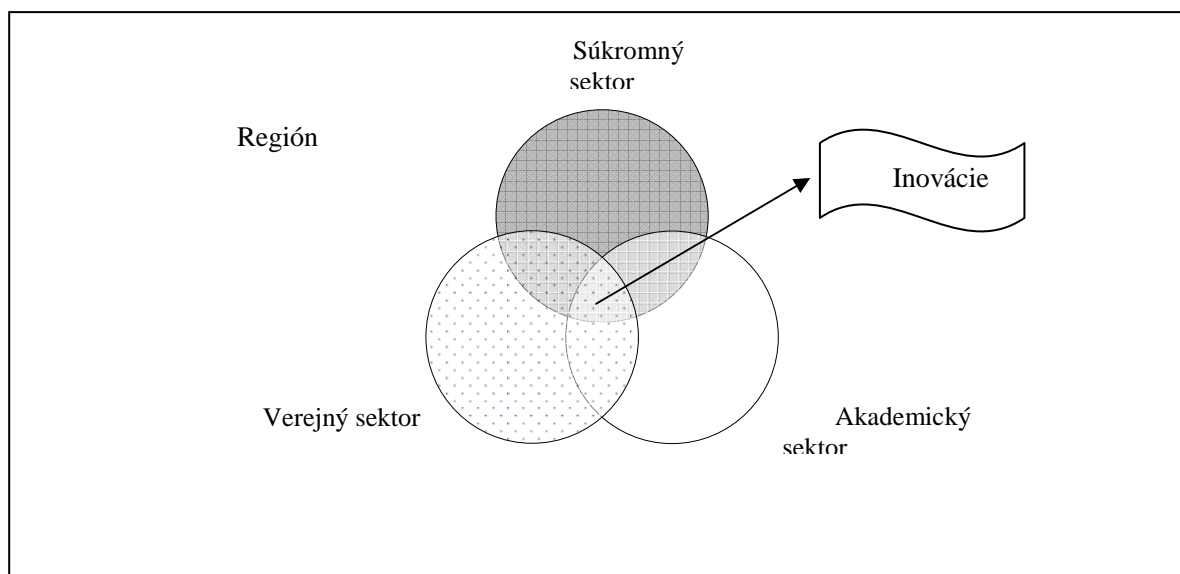 Súkromný
sektor
Región
Inovácie
Verejný sektor
Akademický
sektor